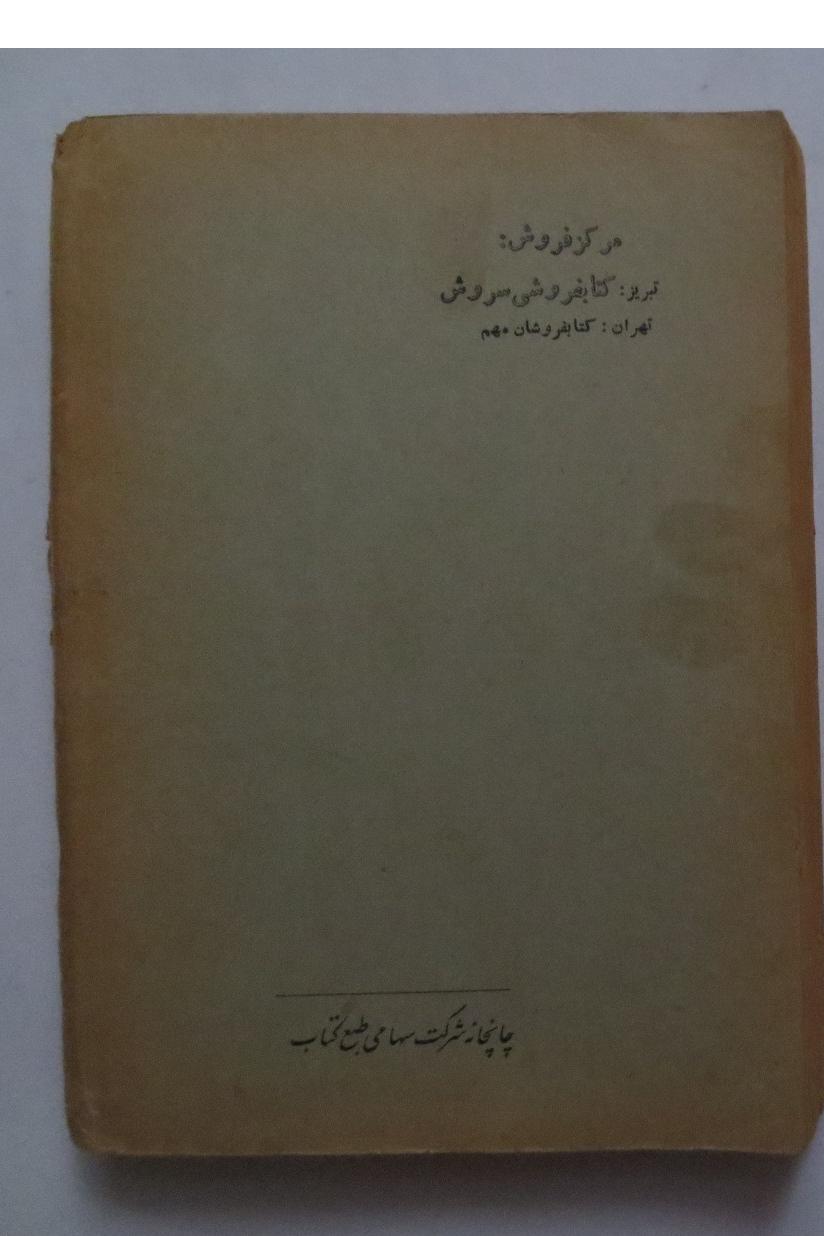 مرکز فروش:
تبریز: کتابفروشی سروش
تهران: کتابفروشان مهم
چاپخانه شرکت سهامی طبع کتاب